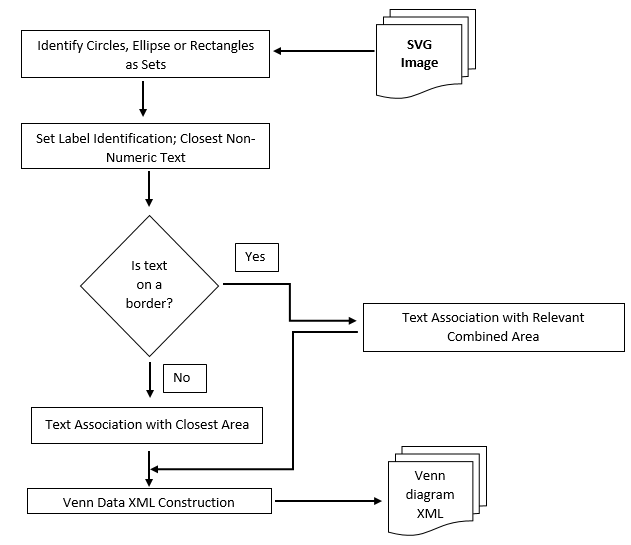 SVG
Image
Identify Circles, Ellipse or Rectangles
as Sets
Set Label Identification; Closest Non-
Numeric Text
Is text
on a
border?
Yes
Text Association with Relevant
Combined Area
No
Text Association with Closest Area
Venn Data XML Construction
Venn
diagram
XML